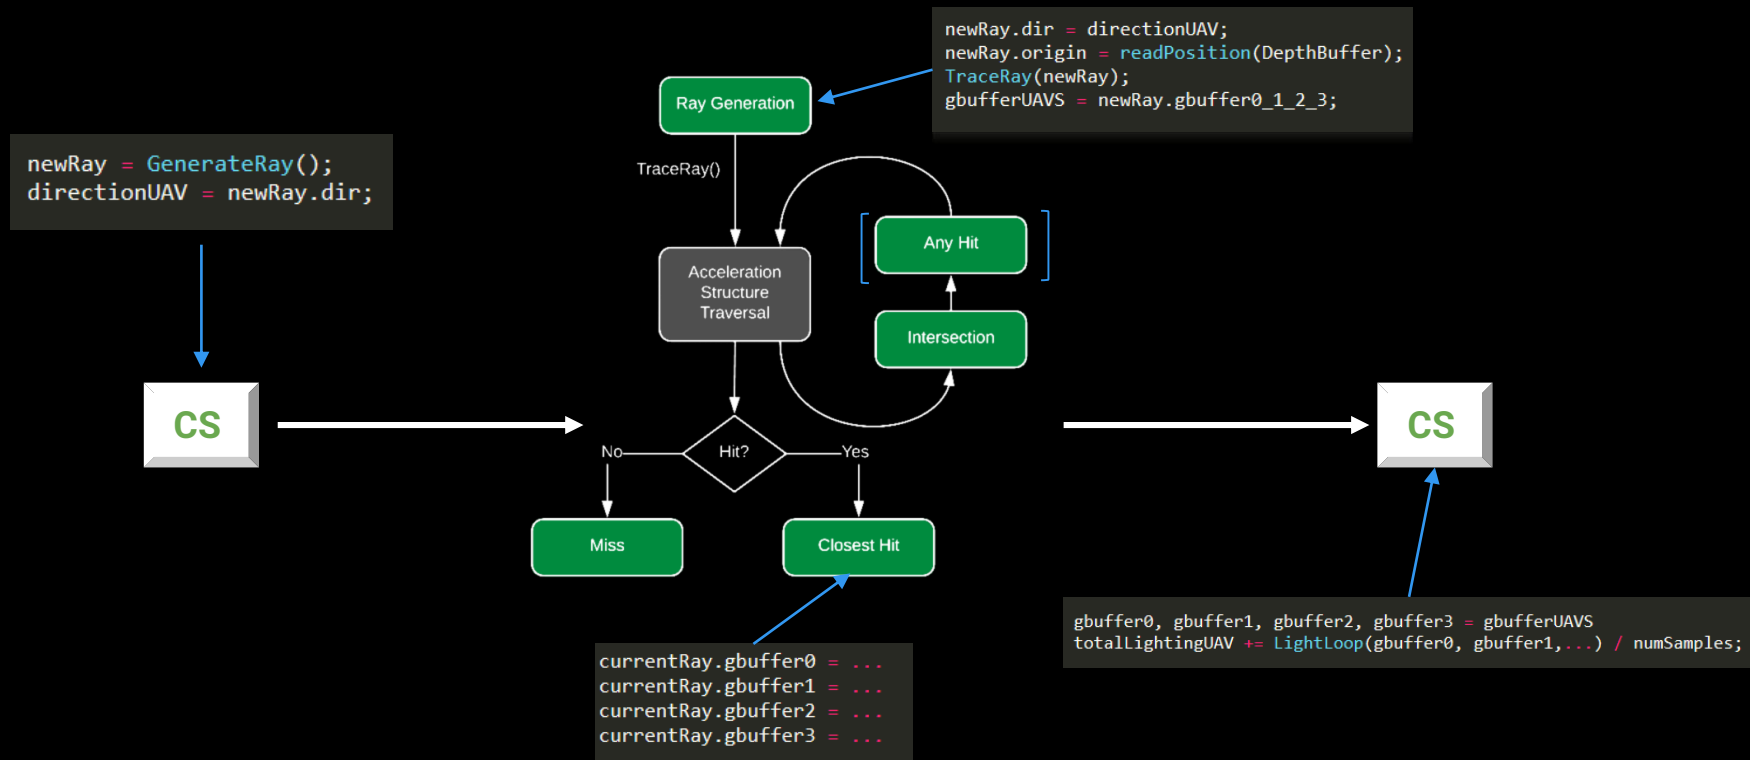 newRay.dir = directionUAV;
newRay.origin = readPosition(DepthBuffer);
TraceRay(newRay);
gbufferUAVS = newRay.gbuffer0_1_2_3;
Ray Generation
newRay = GenerateRay();
directionUAV = newRay.dir;
TraceRay()
Any Hit
Acceleration
Structure
Traversal
Intersection
CS
CS
No
Hit?
Yes
Miss
Closest Hit
gbuffer0, gbuffer1, gbuffer2, gbuffer3 = gbufferUAVS
totalLightingUAV += LightLoop(gbuffer0, gbuffer1,...) / numSamples;
currentRay.gbuffer0 = ...
currentRay.gbuffer1 = ...
currentRay.gbuffer2 = ...
currentRay.gbuffer3 = ...